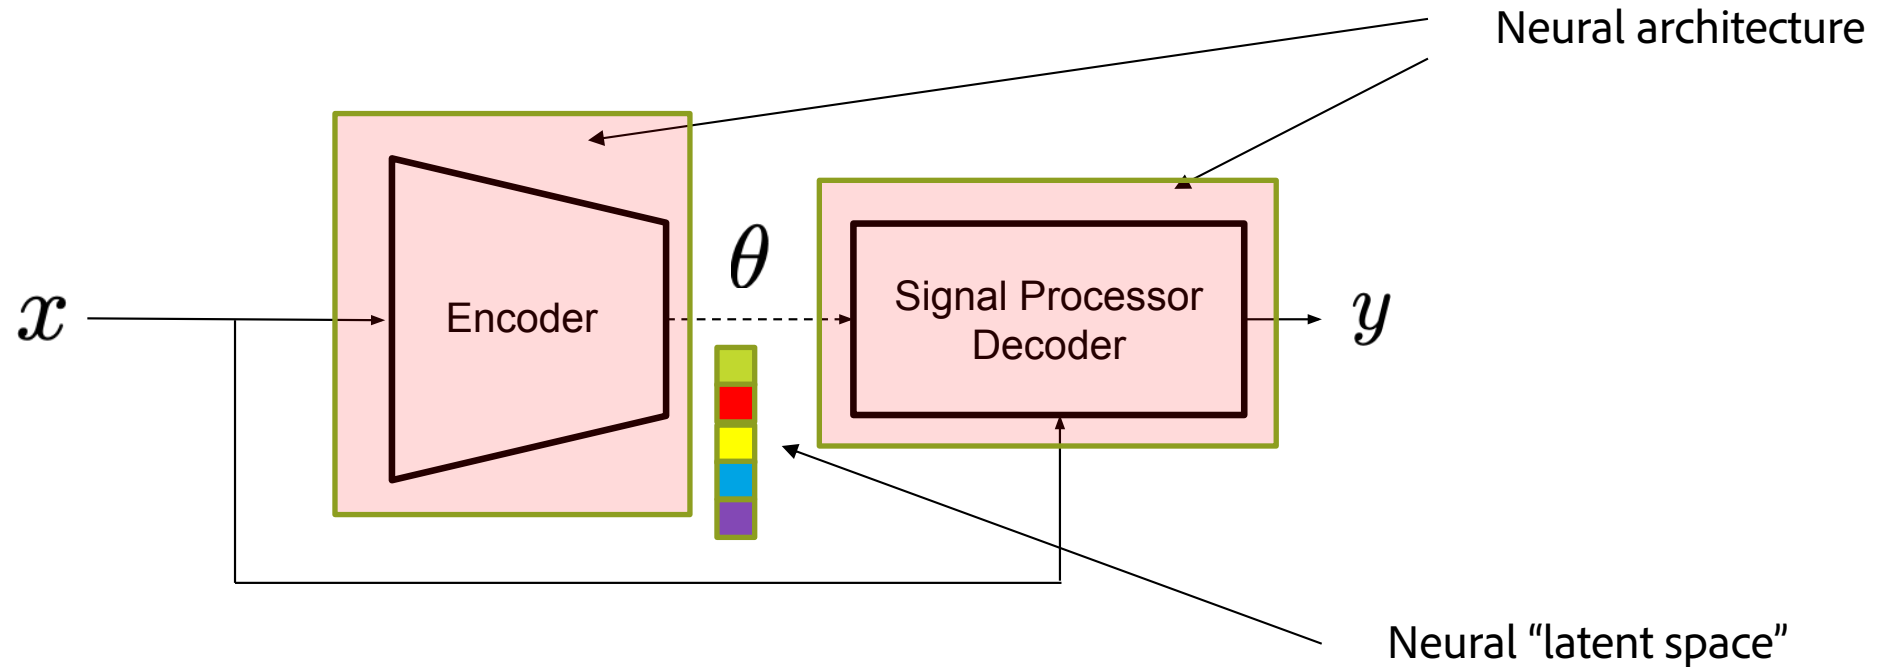 Neural architecture
θ
x
Encoder
Signal Processor
Decoder
y
Neural “latent space”